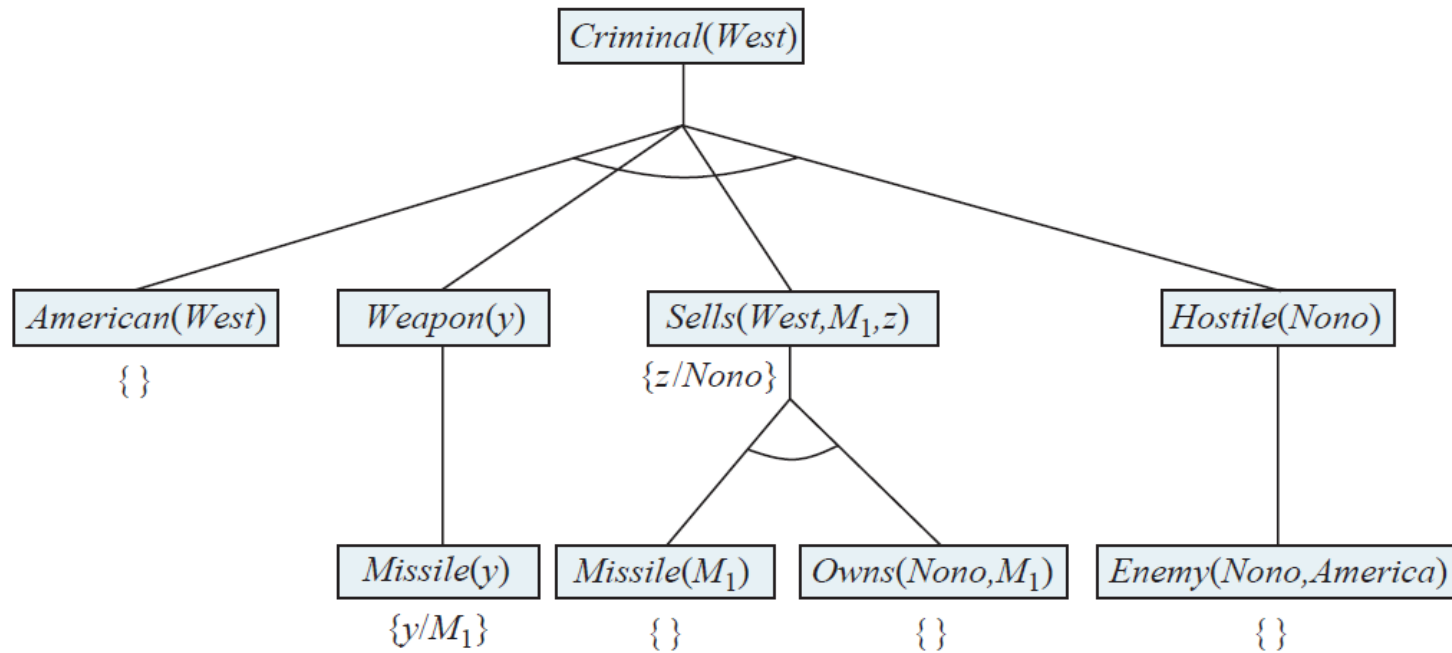 Criminal(West)
American(West) Weapon(y) Sells(West,M₁,z) Hostile(Nono)
{ } {z/Nono}
Missile(y) Missile(M₁) Owns(Nono,M₁) Enemy(Nono,America)
{y/M₁} { } { } { }